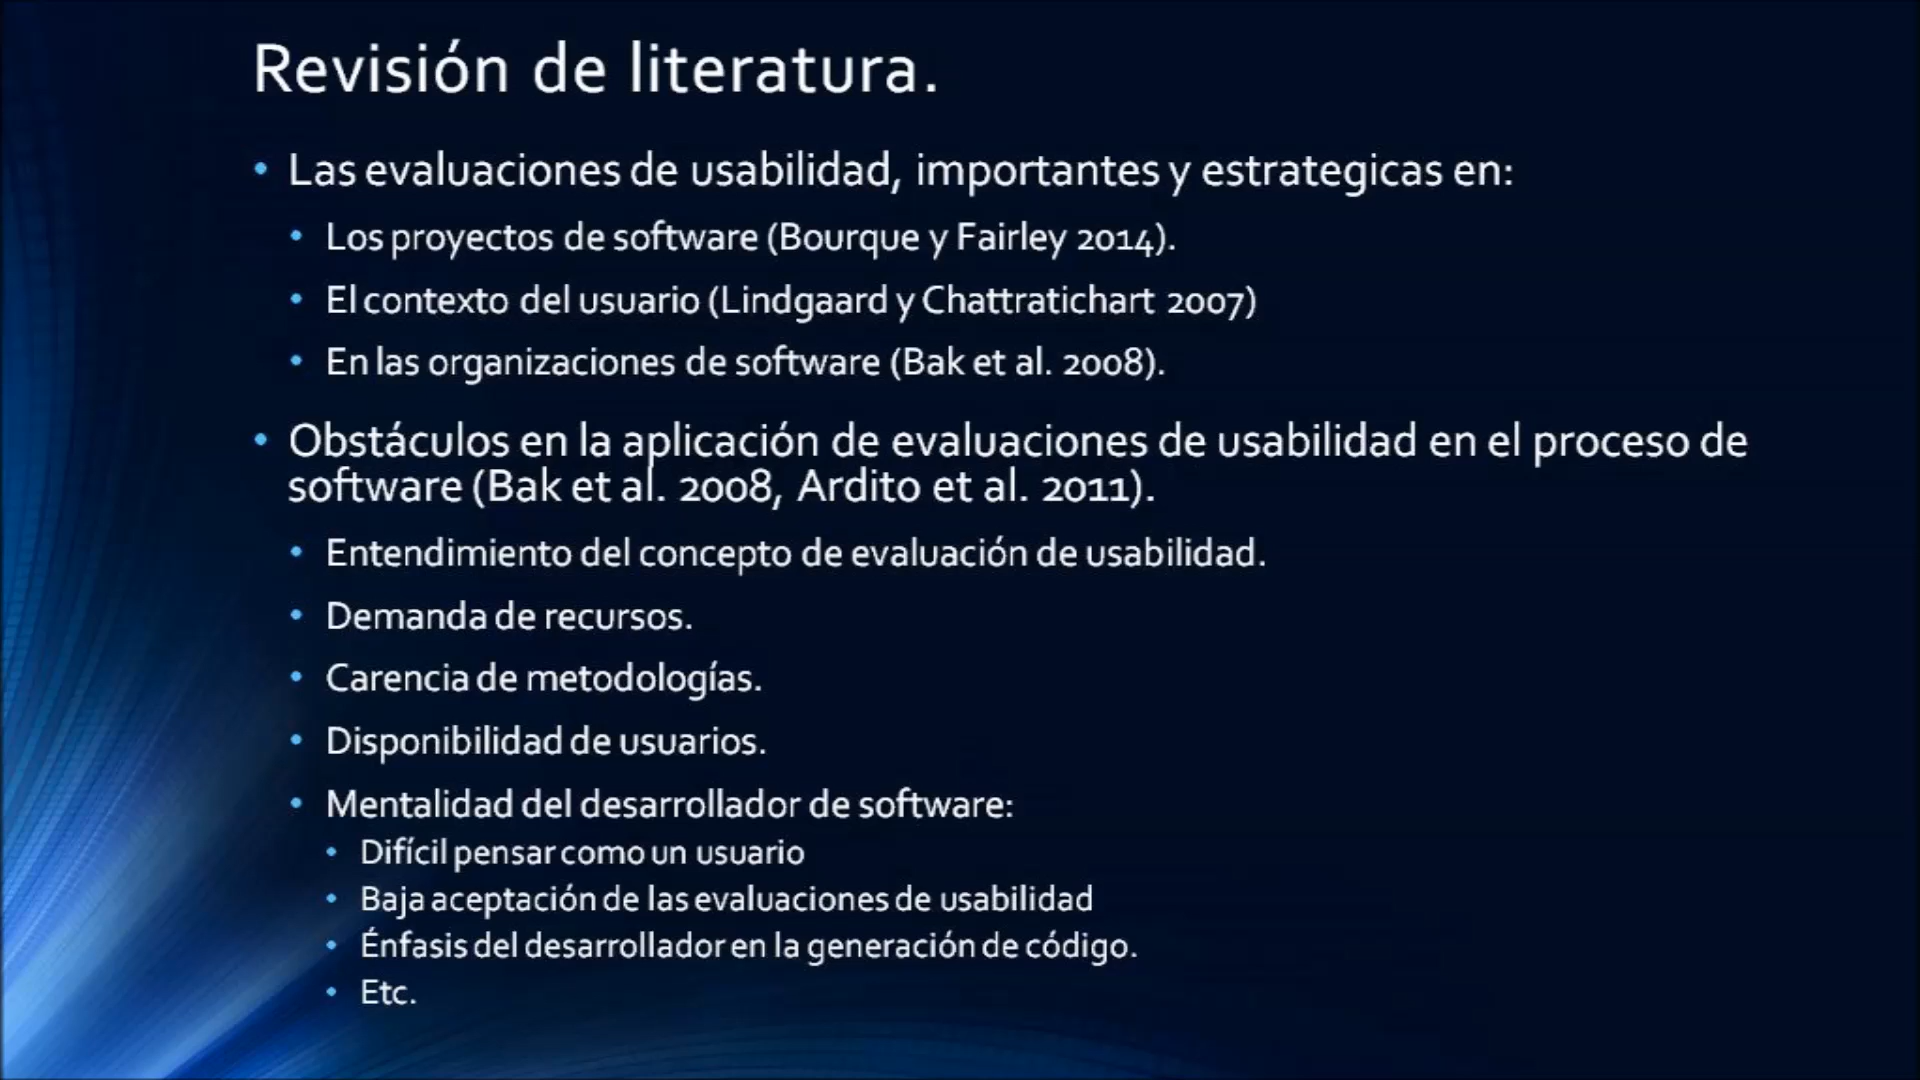 Revisión de literatura.
• Las evaluaciones de usabilidad, importantes y estrategicas en:
• Los proyectos de software (Bourque y Fairley 2014).
• El contexto del usuario (Lindgaard y Chattratichart 2007)
• En las organizaciones de software (Bak et al. 2008).
• Obstáculos en la aplicación de evaluaciones de usabilidad en el proceso de
software (Bak et al. 2008, Ardito et al. 2011).
• Entendimiento del concepto de evaluación de usabilidad.
• Demanda de recursos.
• Carencia de metodologías.
• Disponibilidad de usuarios.
• Mentalidad del desarrollador de software:
• Difícil pensar como un usuario
• Baja aceptación de las evaluaciones de usabilidad
• Énfasis del desarrollador en la generación de código.
• Etc.